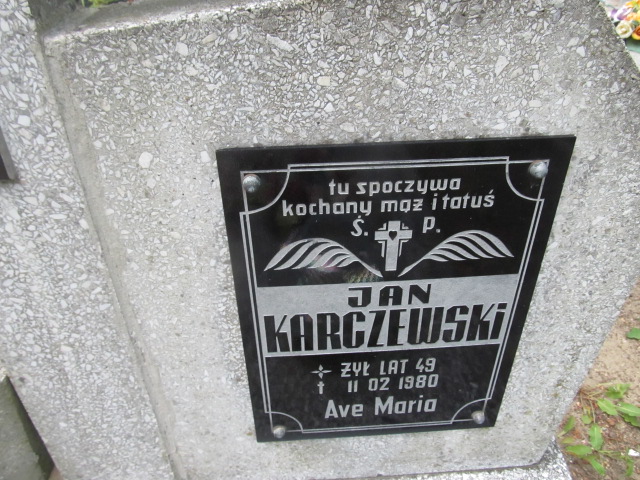 tu spoczywa
kochany mąż i tatuś
Ś. P.
JAN
KARCZEWSKi
ŻYŁ LAT 49
11 02 1980
Ave Maria